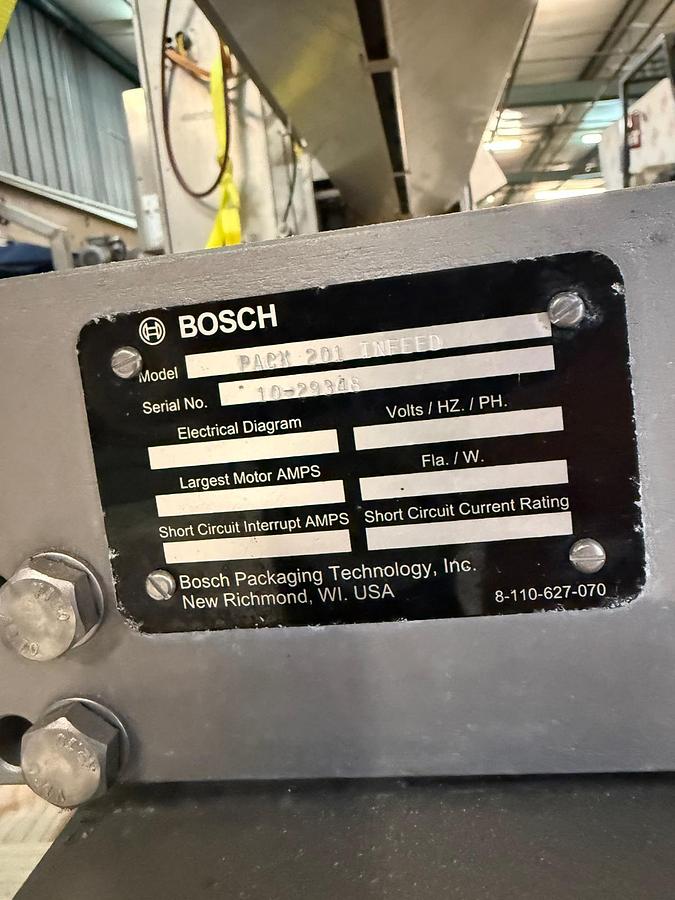 BOSCH
Model PACK 201 INFEED
Serial No. 10-29348
Electrical Diagram
Volts / HZ. / PH.
Largest Motor AMPS
Fla. / W.
Short Circuit Interrupt AMPS
Short Circuit Current Rating
Bosch Packaging Technology, Inc.
New Richmond, WI. USA
8-110-627-070